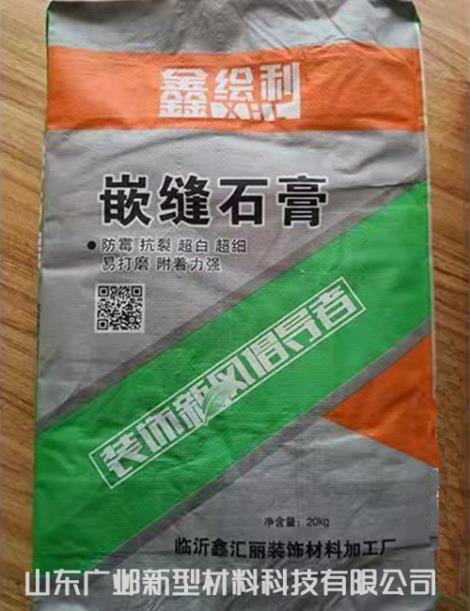 鑫绘利
嵌缝石膏
● 防霉 抗裂 超白 超细
易打磨 附着力强
装饰新风倡导者
净含量：20kg
临沂鑫汇丽装饰材料加工厂
山东广邺新型材料科技有限公司